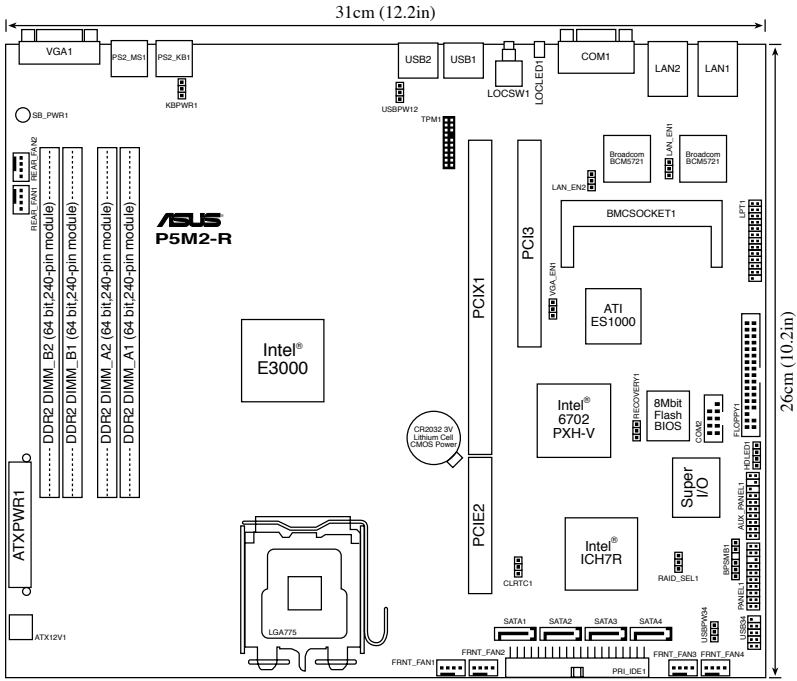 31cm (12.2in)
VGA1
PS2_MS1
PS2_KB1
KBPWR1
USB2
USB1
USBPW12
LOCSW1
LOCLED1
COM1
LAN2
LAN1
SB_PWR1
TPM1
REAR_FAN2
REAR_FAN1
Broadcom
BCM5721
LAN_EN1
Broadcom
BCM5721
LAN_EN2
LPT1
BMCSOCKET1
ASUS
P5M2-R
DDR2 DIMM_B2 (64 bit,240-pin module)
DDR2 DIMM_B1 (64 bit,240-pin module)
DDR2 DIMM_A2 (64 bit,240-pin module)
DDR2 DIMM_A1 (64 bit,240-pin module)
PCIX1
PCI3
VGA_EN1
ATI
ES1000
Intel®
E3000
26cm (10.2in)
Intel®
6702
PXH-V
RECOVERY1
8Mbit
Flash
BIOS
COM2
FLOPPY1
CR2032 3V
Lithium Cell
CMOS Power
HDLED1
Super
I/O
AUX_PANEL1
ATXPWR1
PCIE2
CLRTC1
Intel®
ICH7R
RAID_SEL1
BPSMB1
PANEL1
LGA775
ATX12V1
SATA1
SATA2
SATA3
SATA4
USBPW34
USB34
FRNT_FAN1
FRNT_FAN2
PRI_IDE1
FRNT_FAN3
FRNT_FAN4